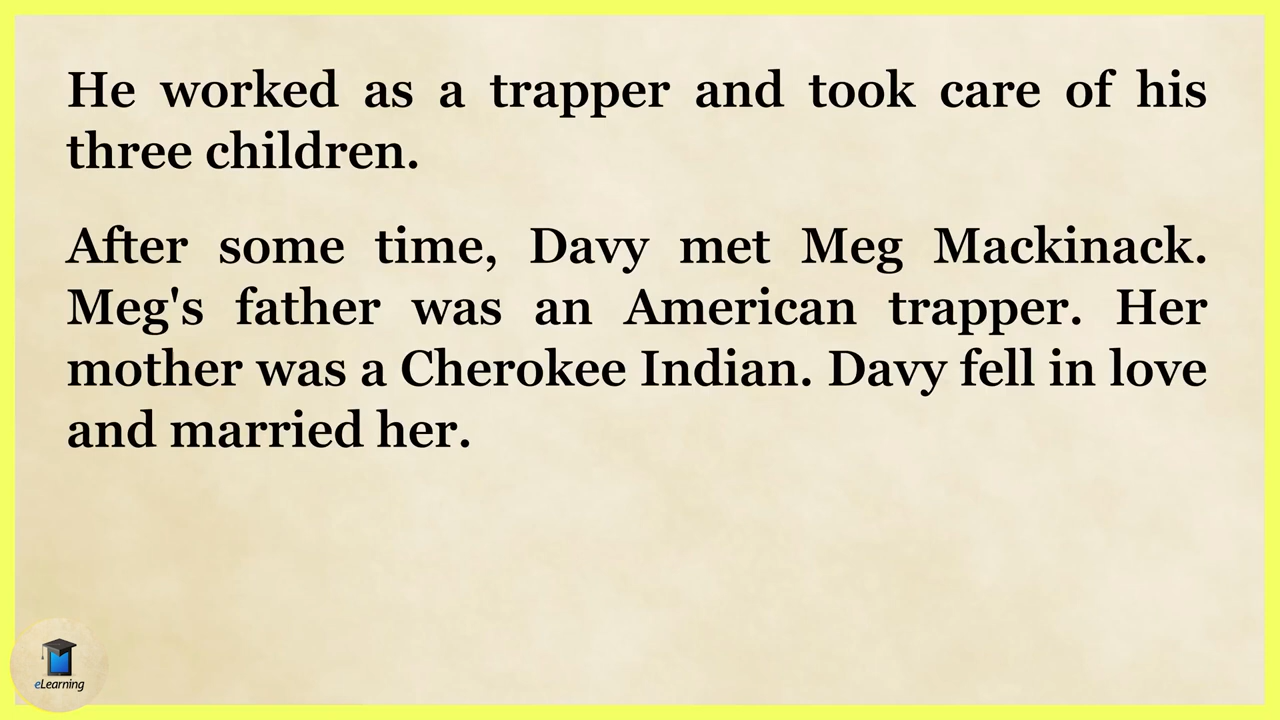 He worked as a trapper and took care of his
three children.
After some time, Davy met Meg Mackinack.
Meg's father was an American trapper. Her
mother was a Cherokee Indian. Davy fell in love
and married her.
eLearning